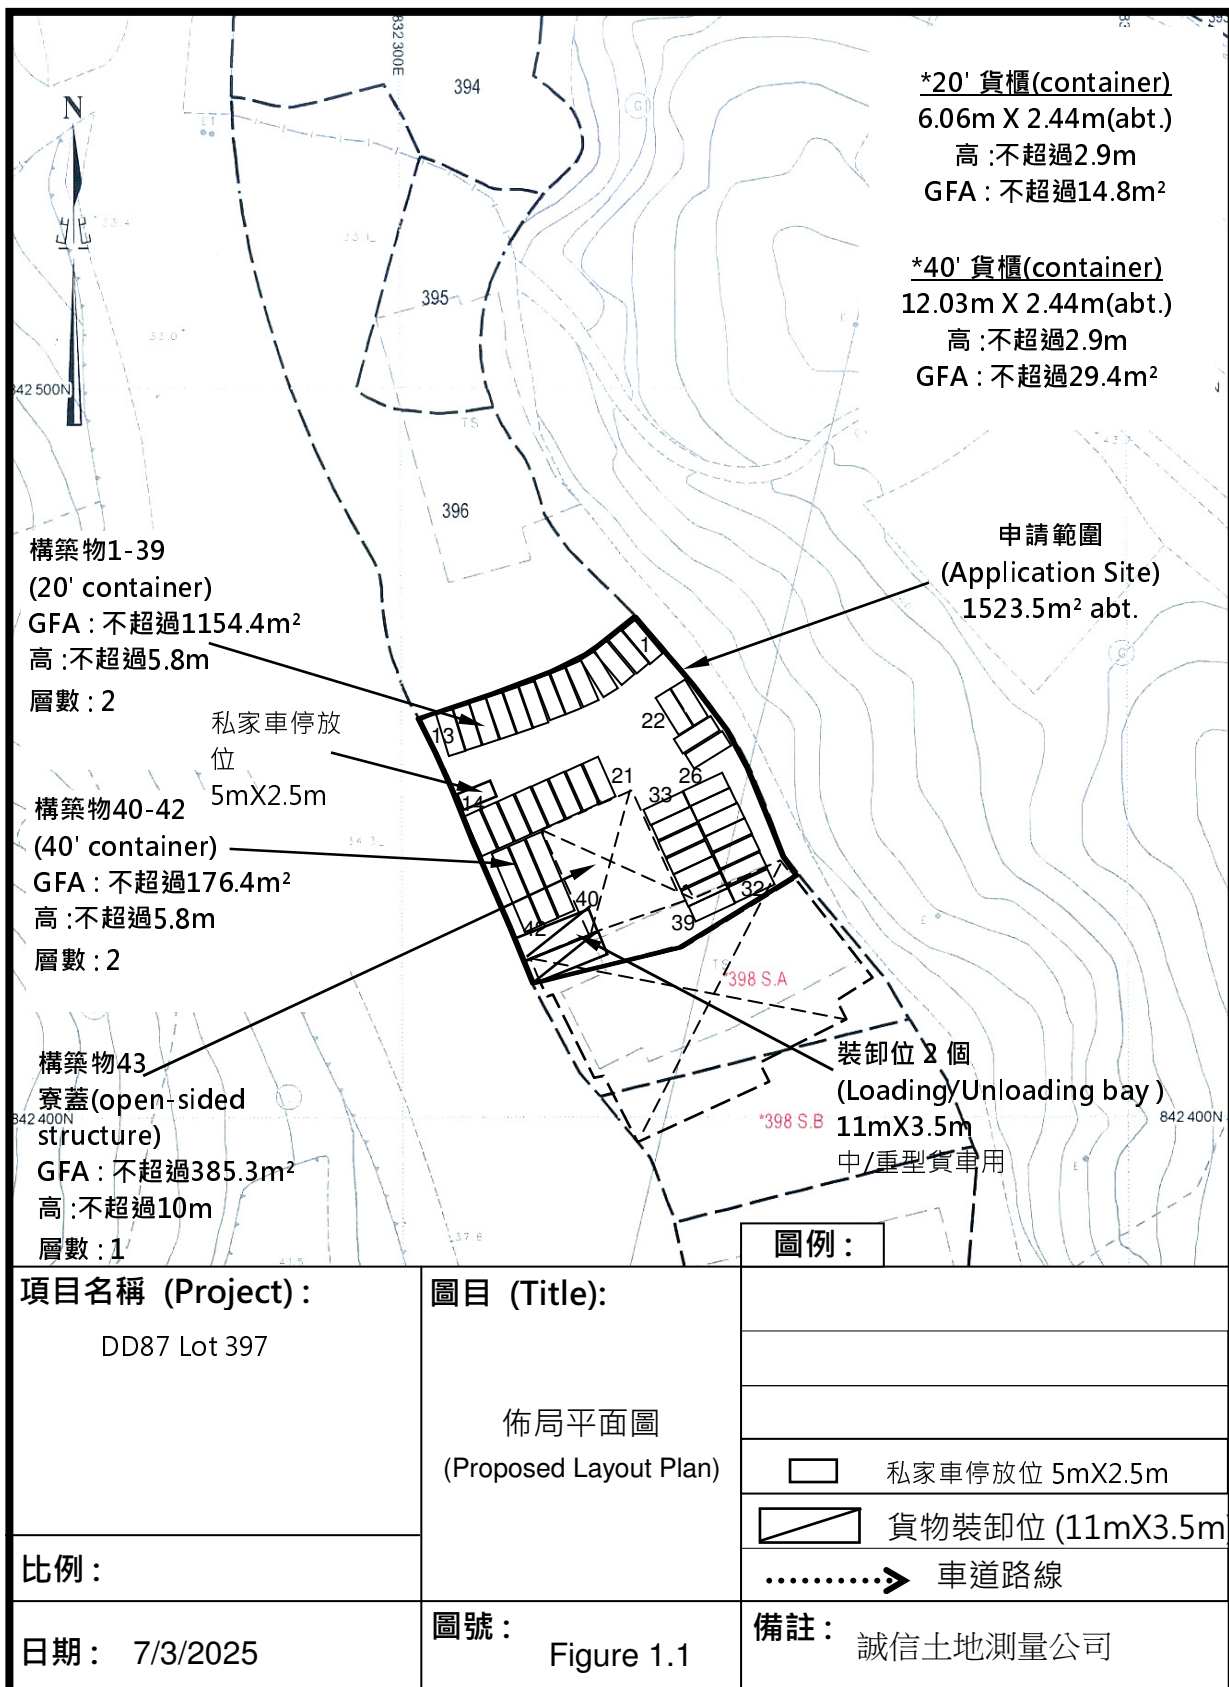 832 300E
394
N
*20' 貨櫃(container)
6.06m X 2.44m(abt.)
高 :不超過2.9m
GFA : 不超過14.8m²
*40' 貨櫃(container)
12.03m X 2.44m(abt.)
高 :不超過2.9m
GFA : 不超過29.4m²
395
842 500N
TS
396
申請範圍
(Application Site)
1523.5m² abt.
構築物1-39
(20' container)
GFA : 不超過1154.4m²
高 :不超過5.8m
層數 : 2
私家車停放
位
5mX2.5m
1
13
22
14
21
26
33
40
42
32
39
構築物40-42
(40' container)
GFA : 不超過176.4m²
高 :不超過5.8m
層數 : 2
TS
*398 S.A
構築物43
寮蓋(open-sided
structure)
GFA : 不超過385.3m²
高 :不超過10m
層數 : 1
842 400N
*398 S.B
裝卸位 2 個
(Loading/Unloading bay )
11mX3.5m
中/重型貨車用
842 400N
圖例 :
項目名稱 (Project) :
DD87 Lot 397
圖目 (Title):
佈局平面圖
(Proposed Layout Plan)
私家車停放位 5mX2.5m
貨物裝卸位 (11mX3.5m)
車道路線
比例 :
日期 : 7/3/2025
圖號 :
Figure 1.1
備註 :
誠信土地測量公司